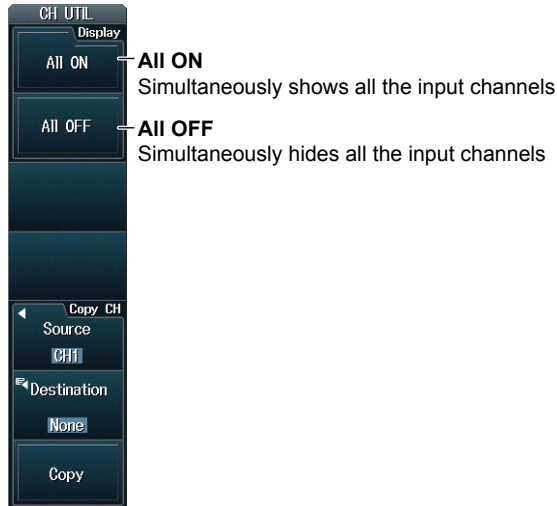 CH UTIL
Display
All ON
All ON
Simultaneously shows all the input channels
All OFF
All OFF
Simultaneously hides all the input channels
Copy CH
Source
CH1
Destination
None
Copy